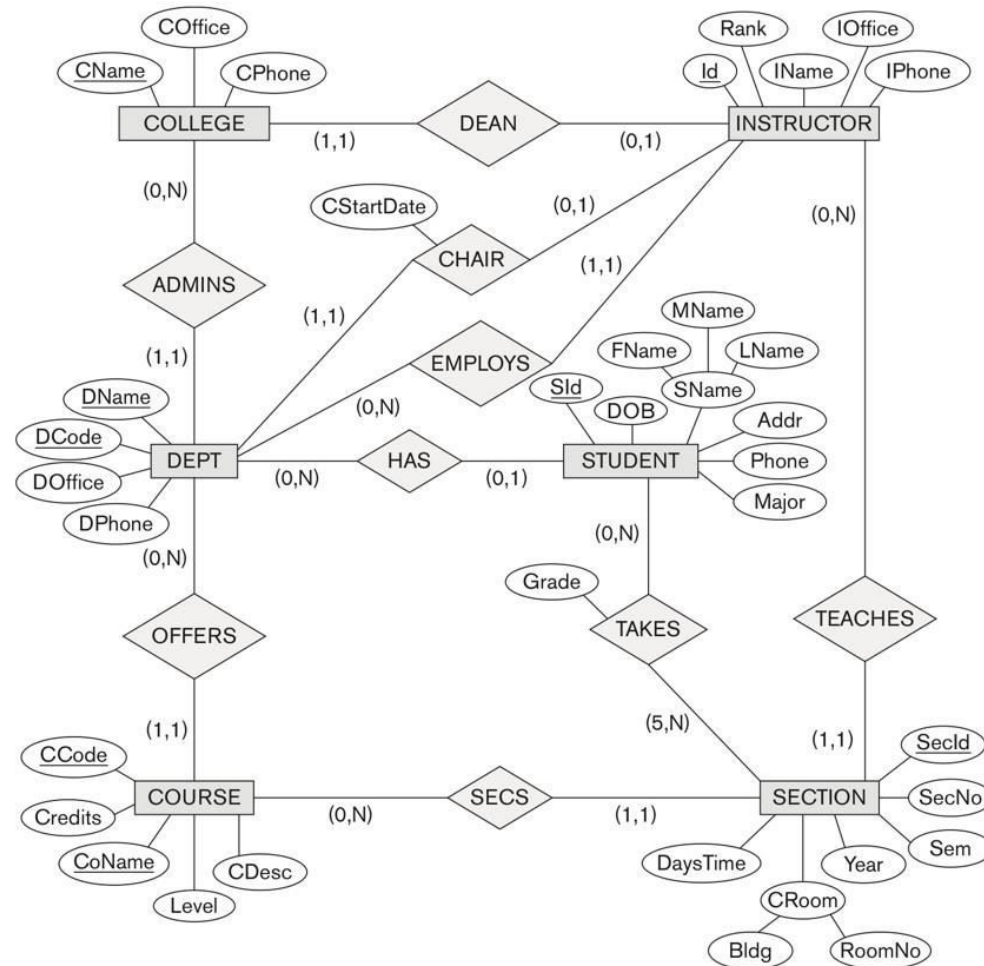 COffice
CName
CPhone
COLLEGE
(1,1)
DEAN
(0,1)
Rank
IOffice
Id
IName
IPhone
INSTRUCTOR
(0,N)
CStartDate
(0,1)
(0,N)
CHAIR
ADMINS
(1,1)
(1,1)
MName
(1,1)
EMPLOYS
FName
LName
DName
(0,N)
SId
SName
DCode
DOB
Addr
DEPT
(0,N)
HAS
(0,1)
STUDENT
Phone
DOffice
DPhone
Major
(0,N)
(0,N)
Grade
OFFERS
TAKES
TEACHES
(1,1)
(5,N)
(1,1)
CCode
SecId
COURSE
(0,N)
SECS
(1,1)
SECTION
SecNo
Credits
CoName
CDesc
DaysTime
Year
Sem
Level
CRoom
Bldg
RoomNo